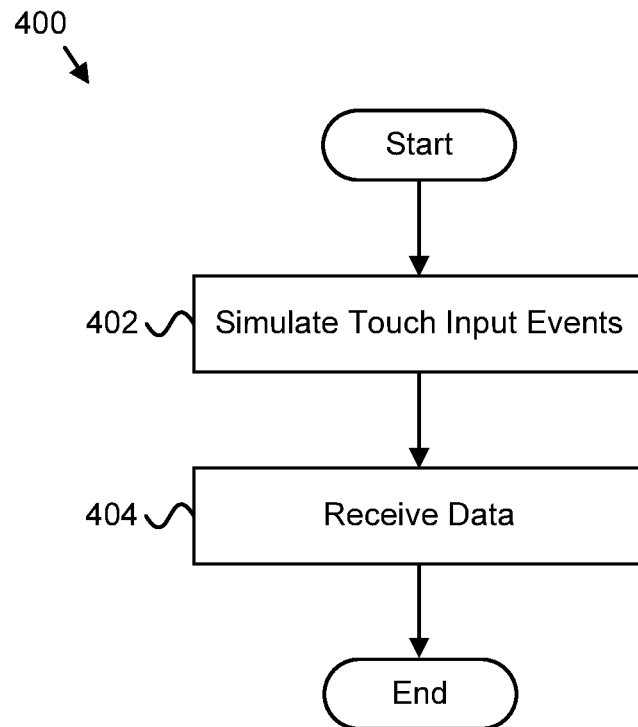 400
Start
402
Simulate Touch Input Events
404
Receive Data
End